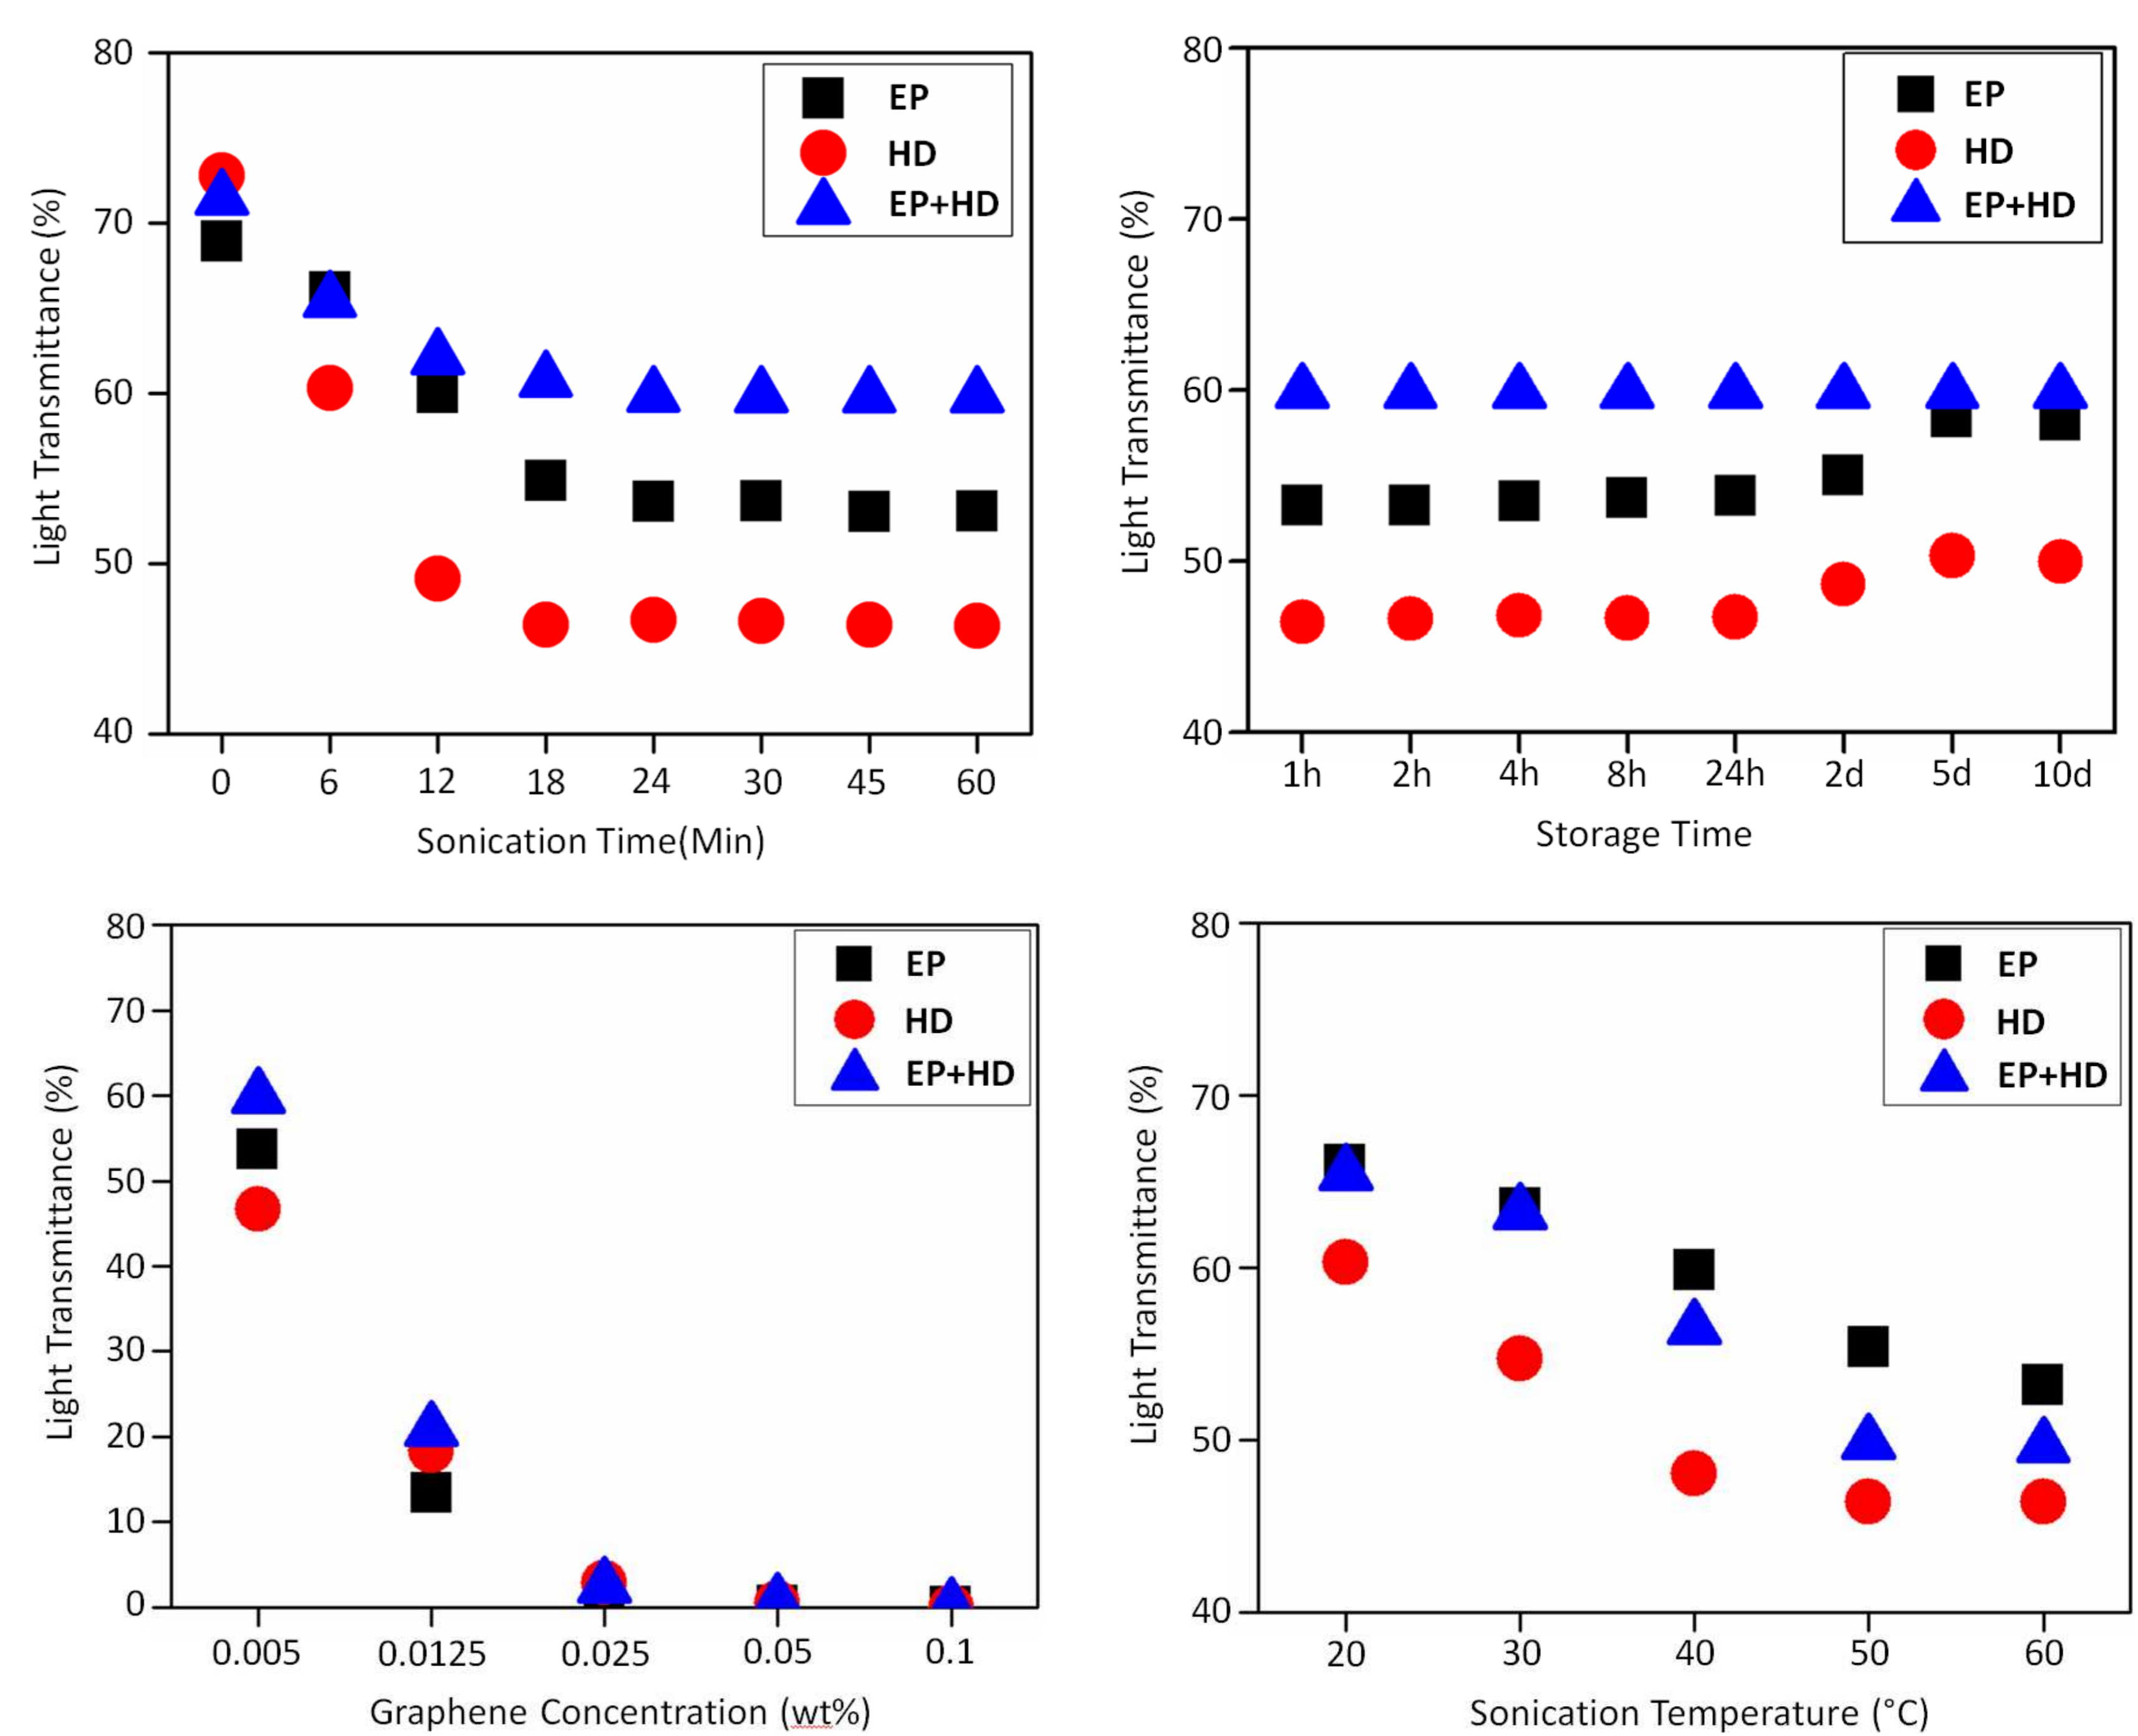 80
70
60
50
40
Light Transmittance (%)
EP
HD
EP+HD
0 6 12 18 24 30 45 60
Sonication Time(Min)
80
70
60
50
40
Light Transmittance (%)
EP
HD
EP+HD
1h 2h 4h 8h 24h 2d 5d 10d
Storage Time
80
70
60
50
40
30
20
10
0
Light Transmittance (%)
EP
HD
EP+HD
0.005 0.0125 0.025 0.05 0.1
Graphene Concentration (wt%)
80
70
60
50
40
Light Transmittance (%)
EP
HD
EP+HD
20 30 40 50 60
Sonication Temperature (°C)